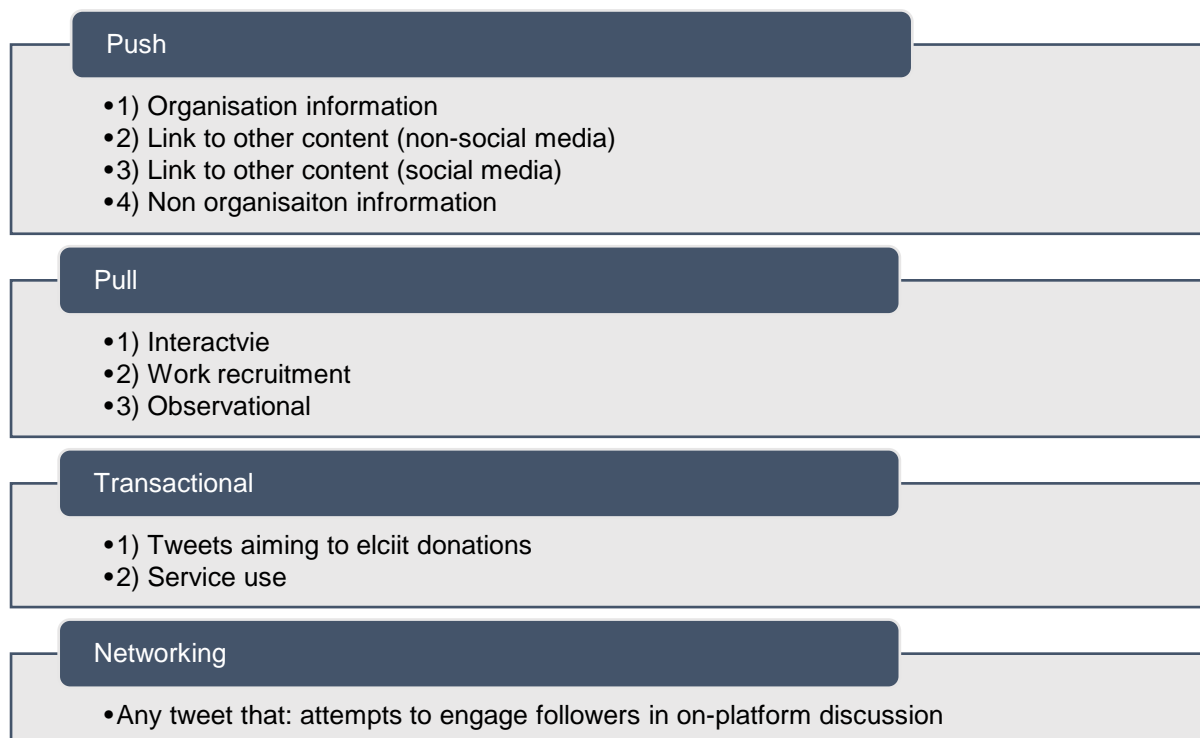 Push
•1) Organisation information
•2) Link to other content (non-social media)
•3) Link to other content (social media)
•4) Non organisaiton infrormation
Pull
•1) Interactvie
•2) Work recruitment
•3) Observational
Transactional
•1) Tweets aiming to elciit donations
•2) Service use
Networking
•Any tweet that: attempts to engage followers in on-platform discussion